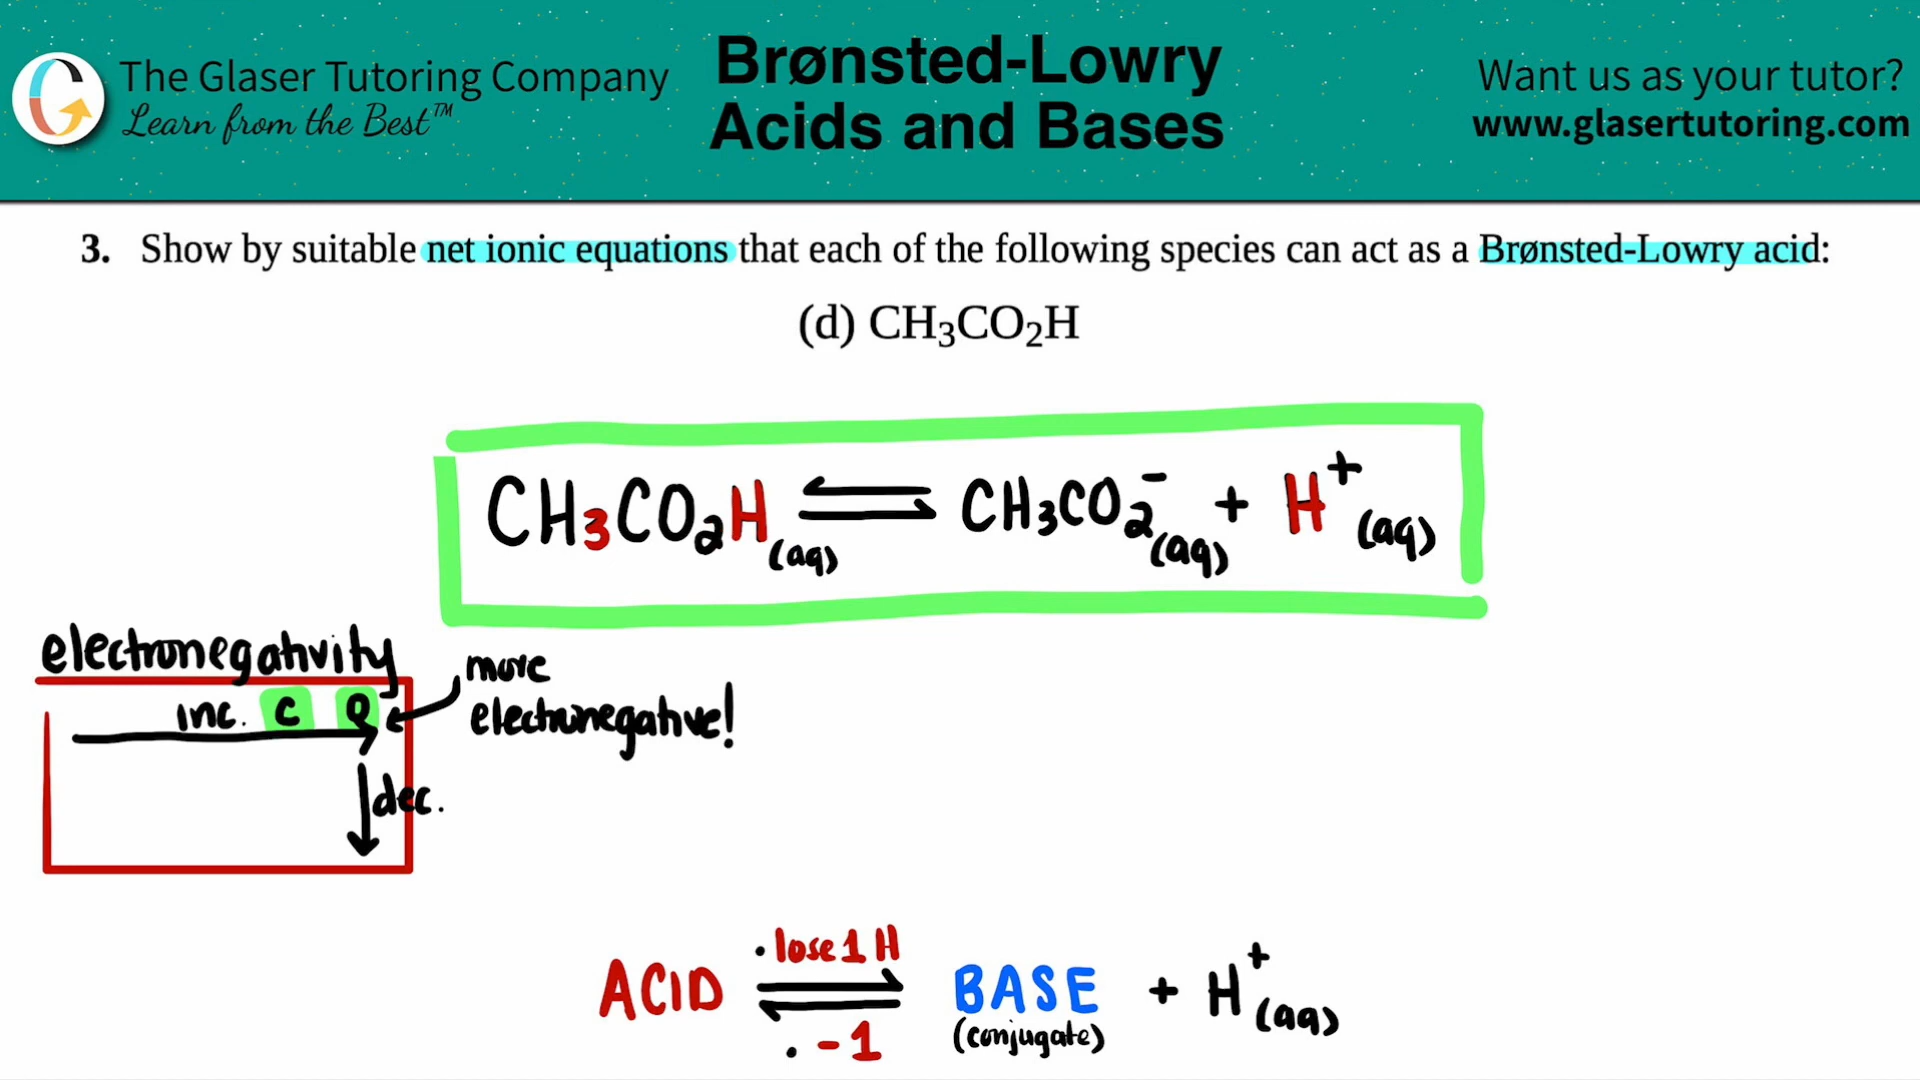 The Glaser Tutoring Company
Learn from the Best™
Brønsted-Lowry
Acids and Bases
Want us as your tutor?
www.glasertutoring.com
3. Show by suitable net ionic equations that each of the following species can act as a Brønsted-Lowry acid:
(d) CH₃CO₂H
CH₃CO₂H(aq) ⇌ CH₃CO₂⁻(aq) + H⁺(aq)
electronegativity
inc. C O
more
electronegative!
dec.
• lose 1 H
ACID ⇌ BASE + H⁺(aq)
• -1
(conjugate)